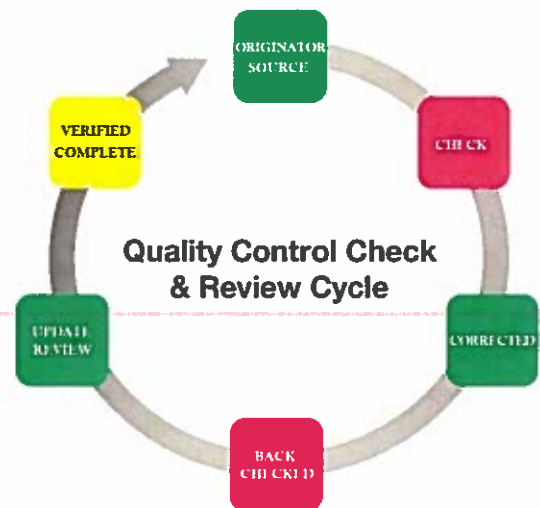 ORIGINATOR
SOURCE
CHECK
CORRECTED
BACK
CHECKED
UPDATE
REVIEW
VERIFIED
COMPLETE
Quality Control Check
& Review Cycle